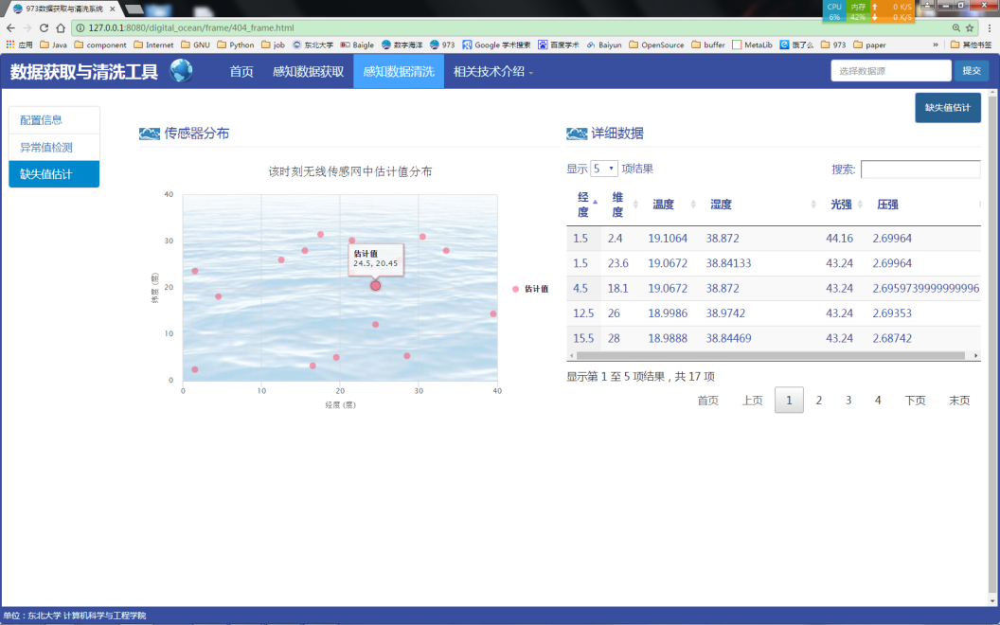 973数据获取与清洗系统
CPU 6% 内存 42% 0 K/S 0 K/S
127.0.0.1:8080/digital_ocean/frame/404_frame.html
应用 Java component Internet GNU Python job 东北大学 Baigle 数字海洋 973 Google 学术搜索 百度学术 Baiyun OpenSource buffer MetaLib 饿了么 973 paper » 其他书签
数据获取与清洗工具 首页 感知数据获取 感知数据清洗 相关技术介绍 选择数据源 提交
缺失值估计
配置信息
异常值检测
缺失值估计
传感器分布
该时刻无线传感网中估计值分布
40
30
20
10
0
纬度 (度)
0 10 20 30 40
经度 (度)
估计值
24.5, 20.45
估计值
详细数据
显示 5 项结果 搜索:
经度 维度 温度 湿度 光强 压强
1.5 2.4 19.1064 38.872 44.16 2.69964
1.5 23.6 19.0672 38.84133 43.24 2.69964
4.5 18.1 19.0672 38.872 43.24 2.6959739999999996
12.5 26 18.9986 38.9742 43.24 2.69353
15.5 28 18.9888 38.84469 43.24 2.68742
显示第 1 至 5 项结果，共 17 项
首页 上页 1 2 3 4 下页 末页
单位：东北大学 计算机科学与工程学院